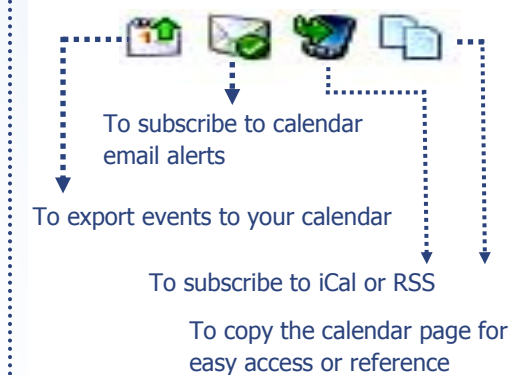 1
To subscribe to calendar
email alerts
To export events to your calendar
To subscribe to iCal or RSS
To copy the calendar page for
easy access or reference